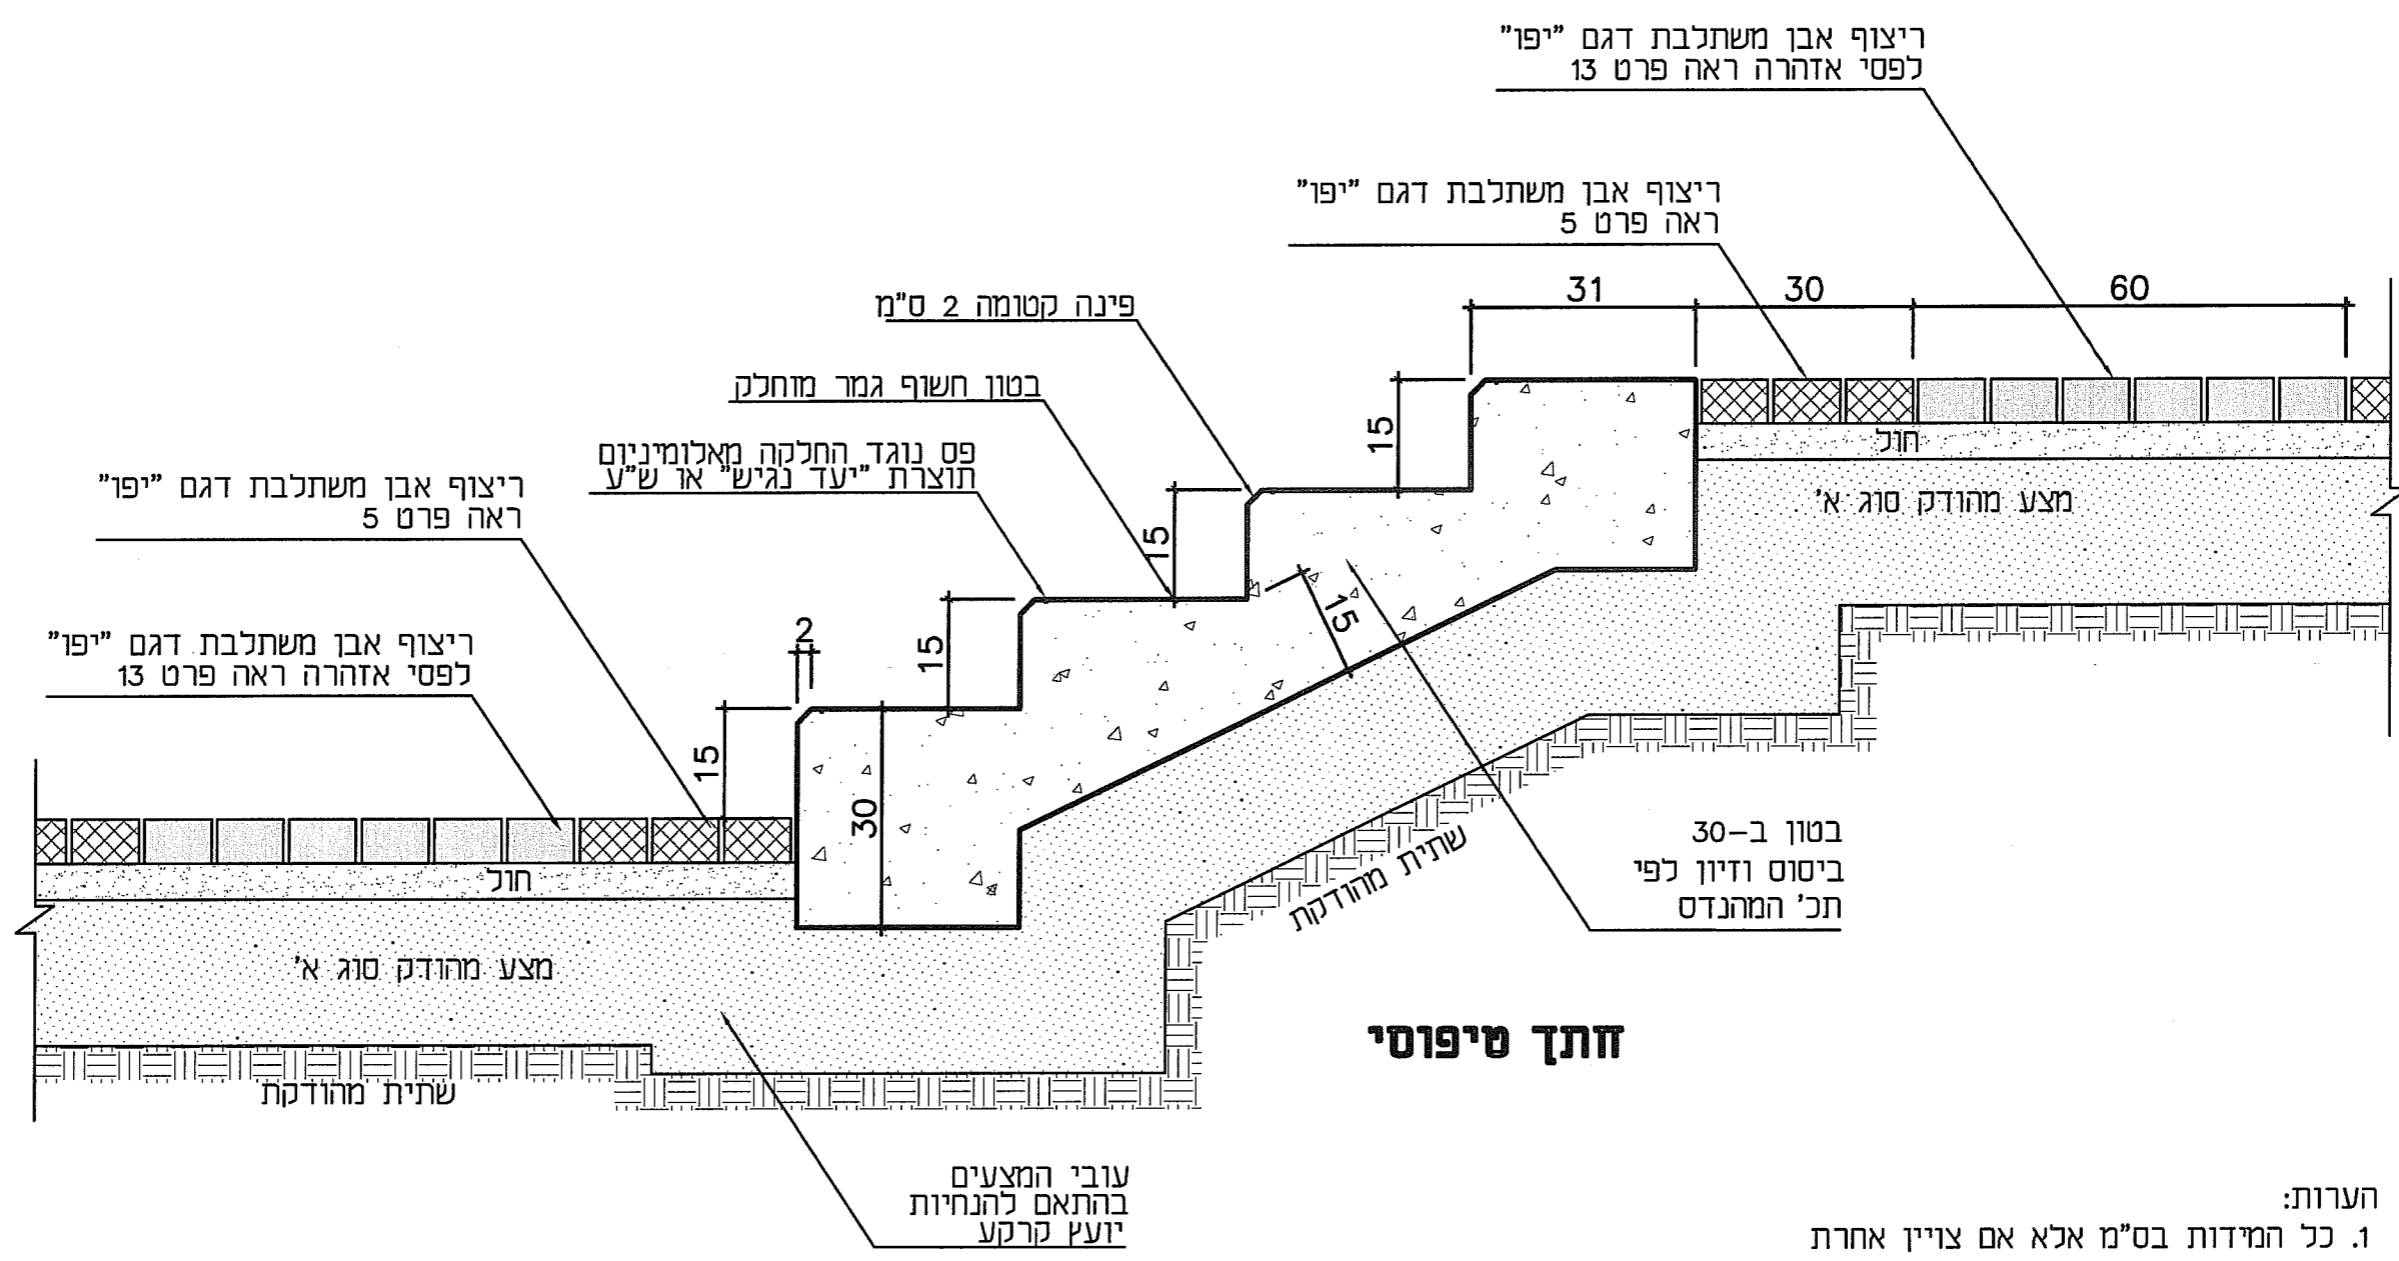 ריצוף אבן משתלבת דגם "יפו"
לפסי אזהרה ראה פרט 13
ריצוף אבן משתלבת דגם "יפו"
ראה פרט 5
31
30
60
פינה קטומה 2 ס"מ
בטון חשוף גמר מוחלק
פס נוגד החלקה מאלומיניום
תוצרת "יעד נגיש" או ש"ע
ריצוף אבן משתלבת דגם "יפו"
ראה פרט 5
ריצוף אבן משתלבת דגם "יפו"
לפסי אזהרה ראה פרט 13
15
15
15
15
15
2
30
חול
מצע מהודק סוג א'
חול
מצע מהודק סוג א'
שתית מהודקת
שתית מהודקת
בטון ב-30
ביסוס וזיון לפי
תכ' המהנדס
חתך טיפוסי
עובי המצעים
בהתאם להנחיות
יועץ קרקע
הערות:
1. כל המידות בס"מ אלא אם צויין אחרת